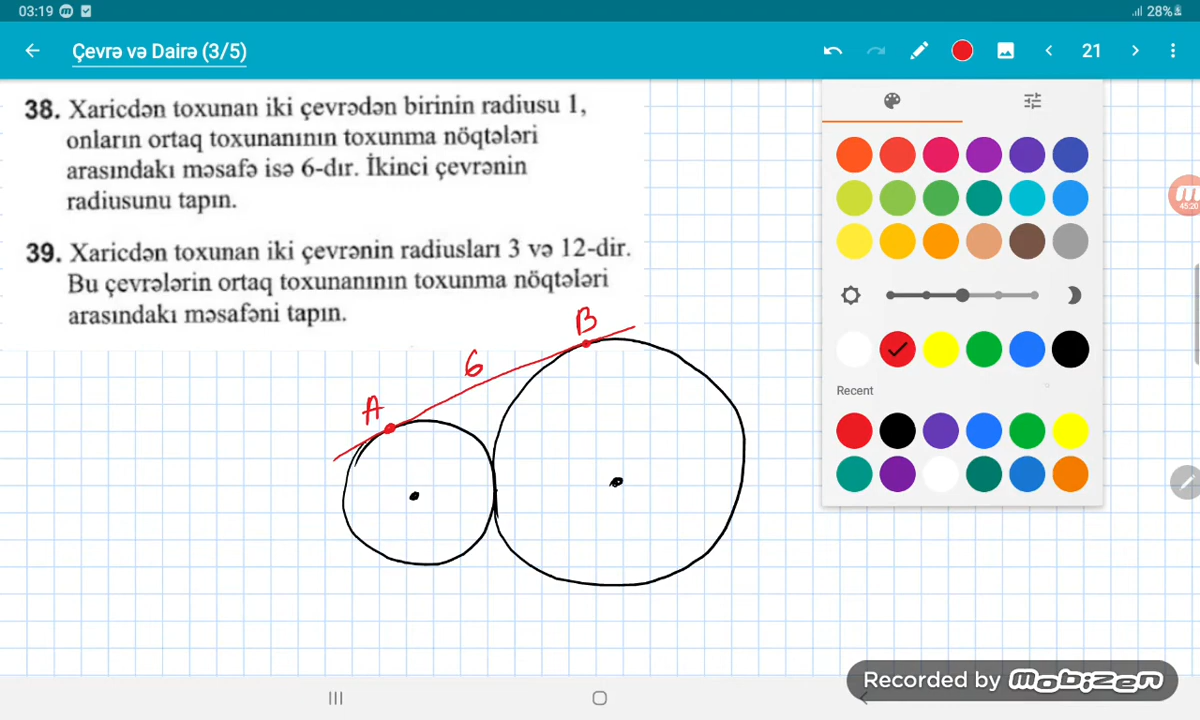 03:19
28%
Çevrə və Dairə (3/5)
21
38. Xaricdən toxunan iki çevrədən birinin radiusu 1,
onların ortaq toxunanının toxunma nöqtələri
arasındakı məsafə isə 6-dır. İkinci çevrənin
radiusunu tapın.
39. Xaricdən toxunan iki çevrənin radiusları 3 və 12-dir.
Bu çevrələrin ortaq toxunanının toxunma nöqtələri
arasındakı məsafəni tapın.
B
6
A
Recent
45:20
Recorded by mobizen